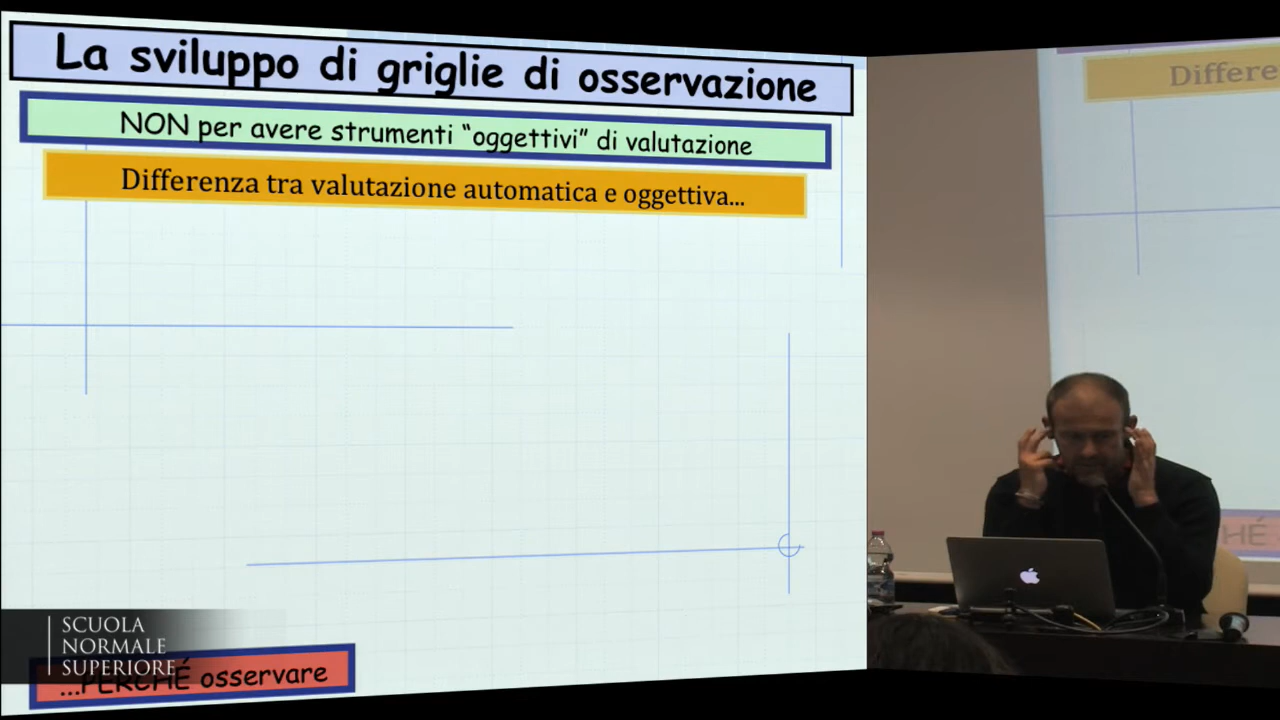 La sviluppo di griglie di osservazione
NON per avere strumenti “oggettivi” di valutazione
Differenza tra valutazione automatica e oggettiva...
Differe
HÉ
SCUOLA
NORMALE
SUPERIORE
...PERCHÉ osservare